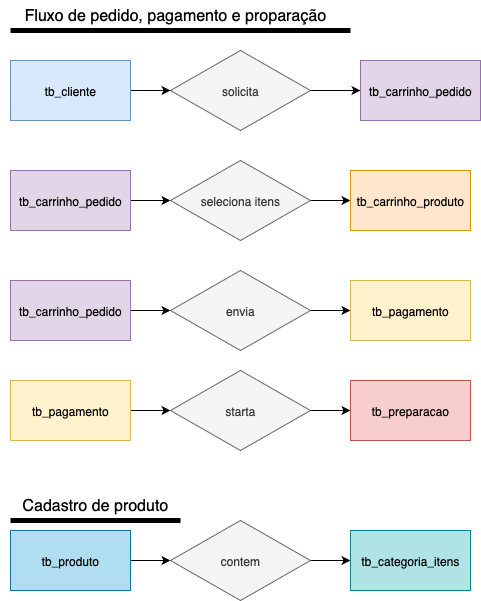 Fluxo de pedido, pagamento e proparação
tb_cliente
solicita
tb_carrinho_pedido
tb_carrinho_pedido
seleciona itens
tb_carrinho_produto
tb_carrinho_pedido
envia
tb_pagamento
tb_pagamento
starta
tb_preparacao
Cadastro de produto
tb_produto
contem
tb_categoria_itens